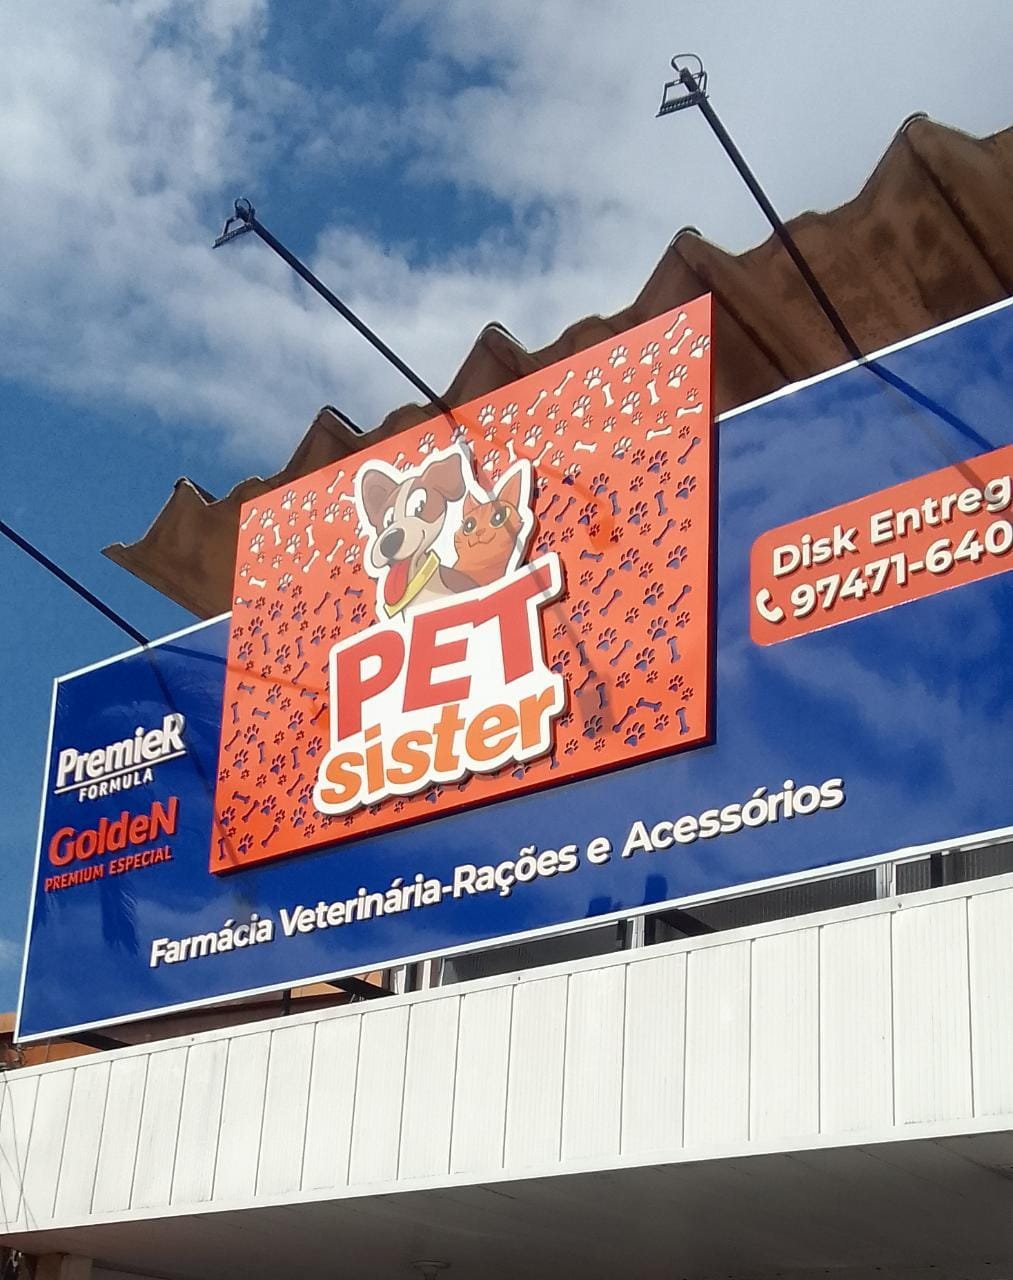 PET
sister
Disk Entreg
97471-640
PremieR
FORMULA
GoldeN
PREMIUM ESPECIAL
Farmácia Veterinária-Rações e Acessórios